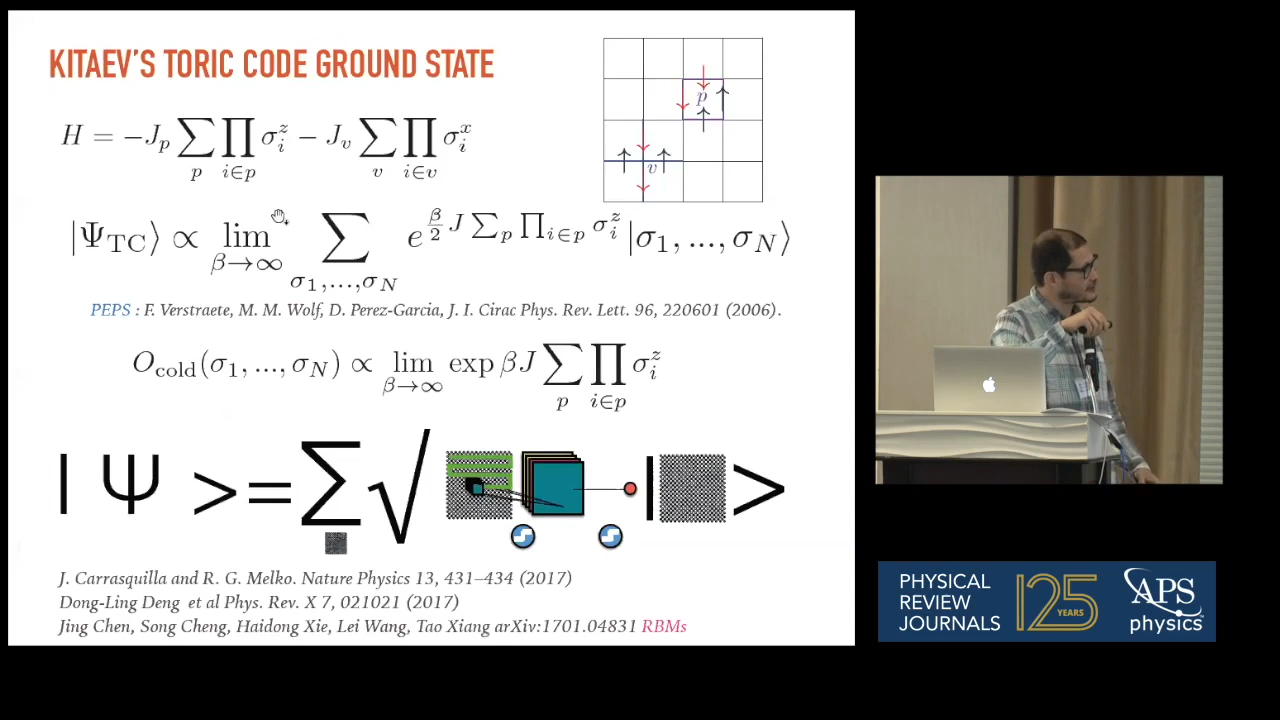 KITAEV'S TORIC CODE GROUND STATE
H = −J_p ∑_p ∏_{i∈p} σ_i^z − J_v ∑_v ∏_{i∈v} σ_i^x
p
v
|Ψ_TC⟩ ∝ lim_{β→∞} ∑_{σ_1,...,σ_N} e^{β/2 J ∑_p ∏_{i∈p} σ_i^z} |σ_1, ..., σ_N⟩
PEPS : F. Verstraete, M. M. Wolf, D. Perez-Garcia, J. I. Cirac Phys. Rev. Lett. 96, 220601 (2006).
O_cold(σ_1, ..., σ_N) ∝ lim_{β→∞} exp βJ ∑_p ∏_{i∈p} σ_i^z
| Ψ >=∑√ | >
J. Carrasquilla and R. G. Melko. Nature Physics 13, 431–434 (2017)
Dong-Ling Deng et al Phys. Rev. X 7, 021021 (2017)
Jing Chen, Song Cheng, Haidong Xie, Lei Wang, Tao Xiang arXiv:1701.04831 RBMs
PHYSICAL
REVIEW
JOURNALS
125
YEARS
APS
physics